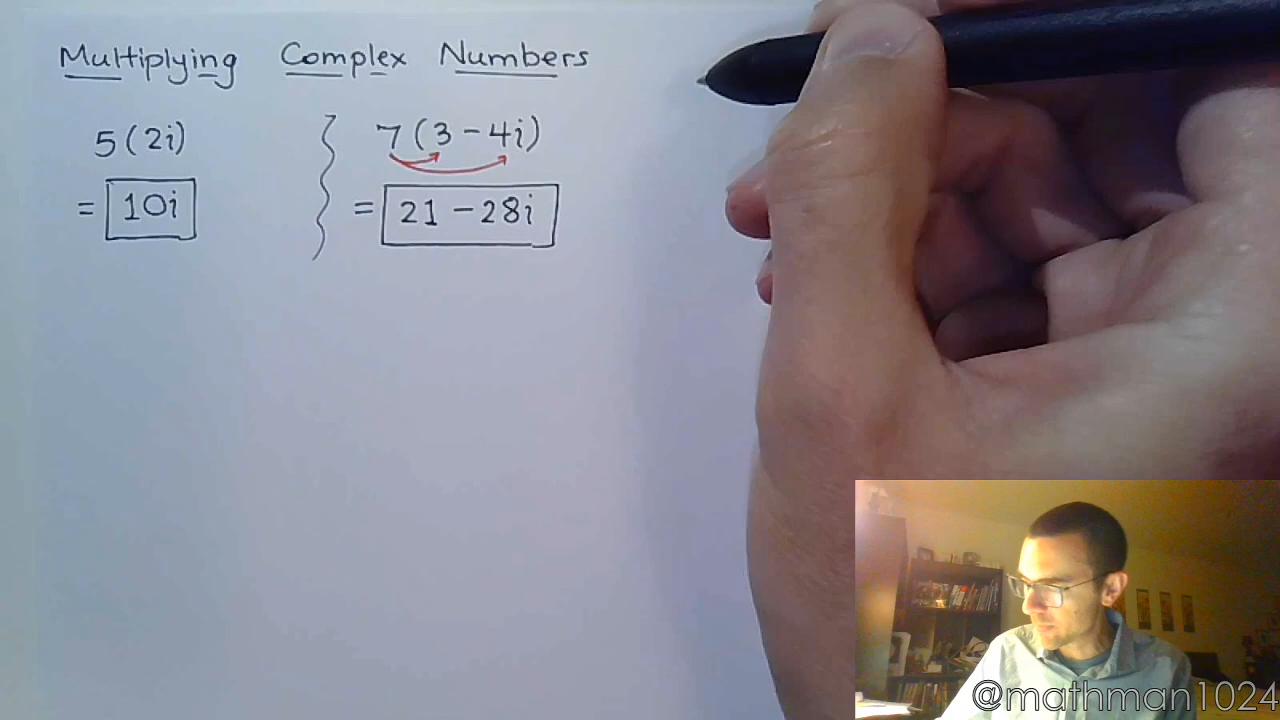 Multiplying Complex Numbers
5(2i)
= 10i
7(3 - 4i)
= 21 - 28i
@mathman1024